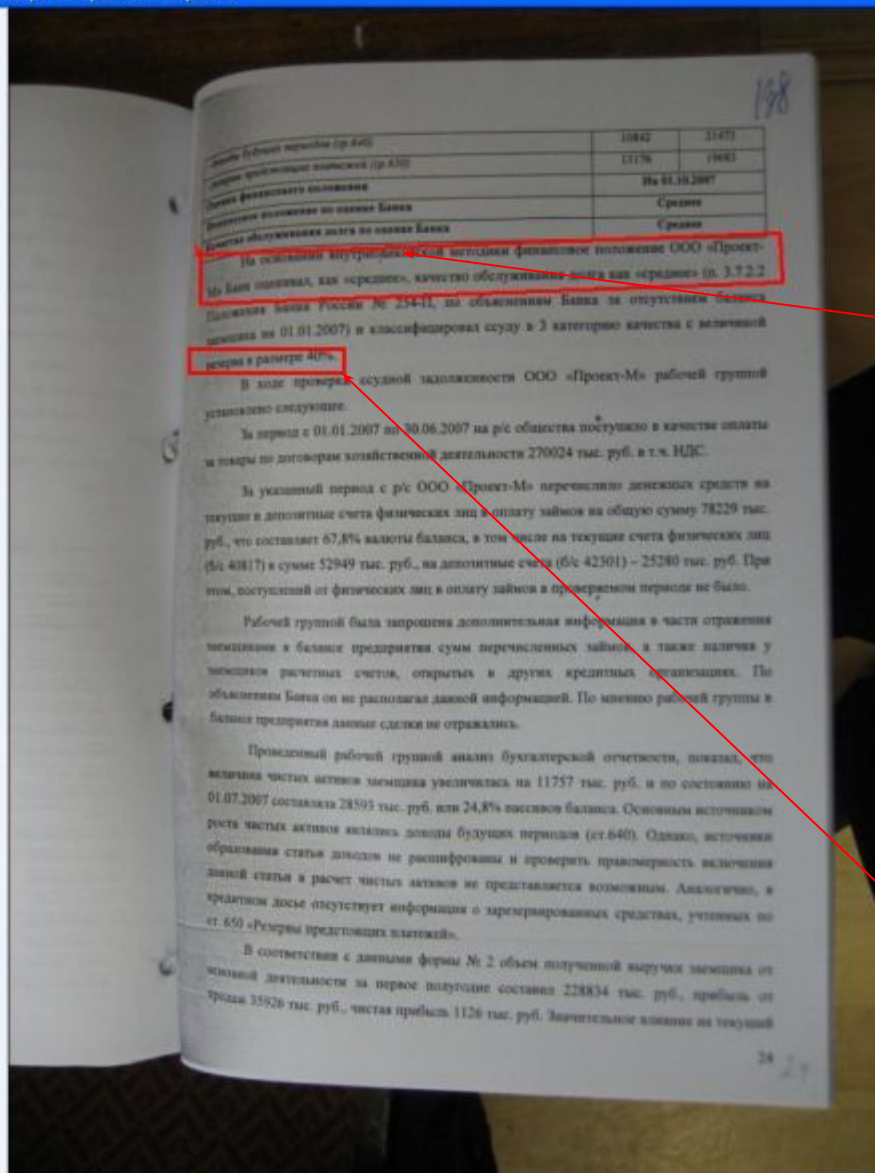 138
доходы будущих периодов (ст.640) 10842
резервы предстоящих платежей (ст.650) 13176 19683
Оценка финансового положения На 01.10.2007
Финансовое положение по оценке Банка Среднее
Качество обслуживания долга по оценке Банка Среднее
На основании внутрибанковской методики финансовое положение ООО «Проект-
М» Банк оценивал, как «среднее», качество обслуживания долга как «среднее» (п. 3.7.2.2
Положения Банка России № 254-П, по объяснениям Банка за отсутствием баланса
заемщика на 01.01.2007) и классифицировал ссуду в 3 категорию качества с величиной
резерва в размере 40%.
В ходе проверки ссудной задолженности ООО «Проект-М» рабочей группой
установлено следующее.
За период с 01.01.2007 по 30.06.2007 на р/с общества поступило в качестве оплаты
за товары по договорам хозяйственной деятельности 270024 тыс. руб. в т.ч. НДС.
За указанный период с р/с ООО «Проект-М» перечислило денежных средств на
текущие и депозитные счета физических лиц в оплату займов на общую сумму 78229 тыс.
руб., что составляет 67,8% валюты баланса, в том числе на текущие счета физических лиц
(б/с 40817) в сумме 52949 тыс. руб., на депозитные счета (б/с 42301) – 25280 тыс. руб. При
этом, поступлений от физических лиц в оплату займов в проверяемом периоде не было.
Рабочей группой была запрошена дополнительная информация в части отражения
заемщиками в балансе предприятия сумм перечисленных займов, а также наличия у
заемщиков расчетных счетов, открытых в других кредитных организациях. По
объяснениям Банка он не располагал данной информацией. По мнению рабочей группы в
балансе предприятия данные сделки не отражались.
Проведенный рабочей группой анализ бухгалтерской отчетности, показал, что
величина чистых активов заемщика увеличилась на 11757 тыс. руб. и по состоянию на
01.07.2007 составляла 28593 тыс. руб. или 24,8% пассивов баланса. Основным источником
роста чистых активов являлись доходы будущих периодов (ст.640). Однако, источники
образования статьи доходов не расшифрованы и проверить правомерность включения
данной статьи в расчет чистых активов не представляется возможным. Аналогично, в
кредитном досье отсутствует информация о зарезервированных средствах, учтенных по
ст. 650 «Резервы предстоящих платежей».
В соответствии с данными формы № 2 объем полученной выручки заемщика от
основной деятельности за первое полугодие составил 228834 тыс. руб., прибыль от
продаж 35926 тыс. руб., чистая прибыль 1126 тыс. руб. Значительное влияние на текущий
24
24